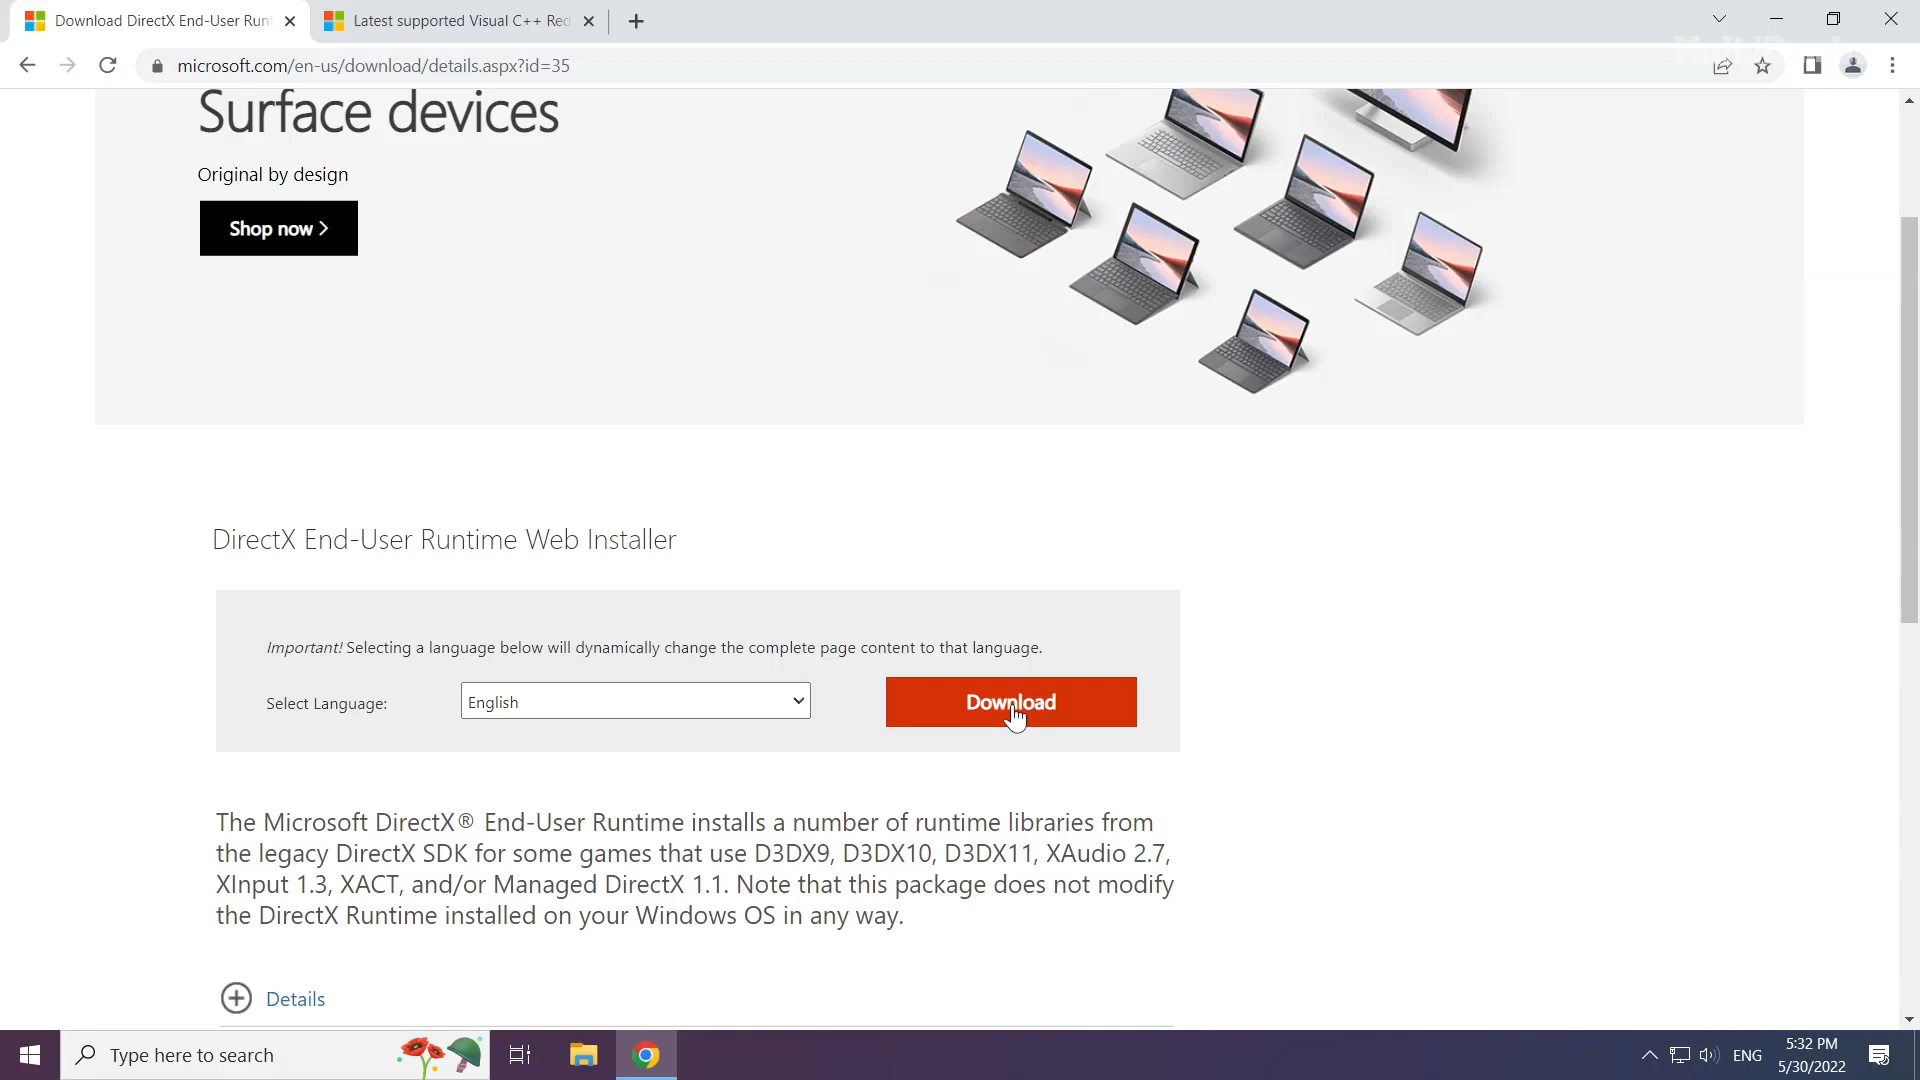 Download DirectX End-User Runt
Latest supported Visual C++ Red
microsoft.com/en-us/download/details.aspx?id=35
Surface devices
Original by design
Shop now >
DirectX End-User Runtime Web Installer
Important! Selecting a language below will dynamically change the complete page content to that language.
Select Language:
English
Download
The Microsoft DirectX® End-User Runtime installs a number of runtime libraries from
the legacy DirectX SDK for some games that use D3DX9, D3DX10, D3DX11, XAudio 2.7,
XInput 1.3, XACT, and/or Managed DirectX 1.1. Note that this package does not modify
the DirectX Runtime installed on your Windows OS in any way.
Details
Type here to search
ENG
5:32 PM
5/30/2022